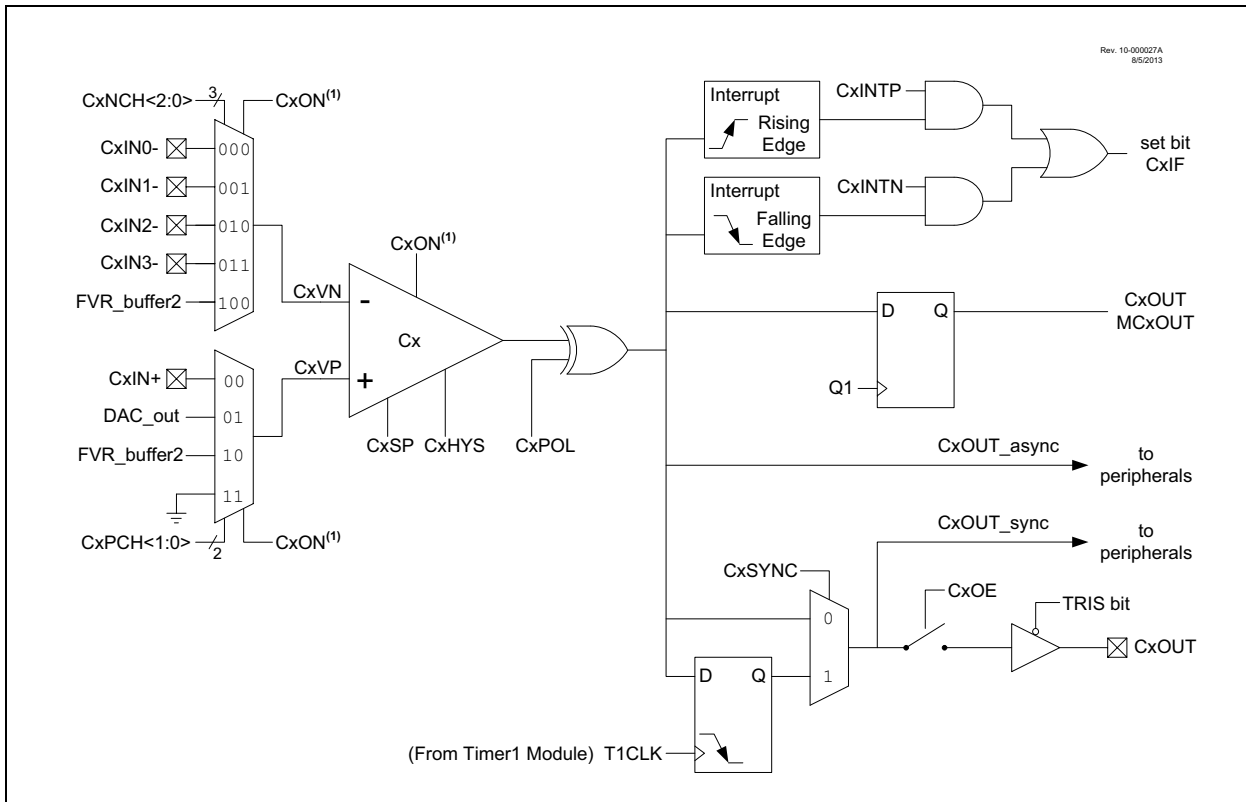 Rev. 10-000027A
8/5/2013
CxNCH<2:0>
3
CxON(1)
CxIN0-
000
CxIN1-
001
CxIN2-
010
CxIN3-
011
FVR_buffer2
100
CxVN
CxON(1)
-
Cx
+
CxVP
CxIN+
00
DAC_out
01
FVR_buffer2
10
11
CxPCH<1:0>
2
CxON(1)
CxSP
CxHYS
CxPOL
Interrupt
Rising
Edge
CxINTP
Interrupt
Falling
Edge
CxINTN
set bit
CxIF
D
Q
Q1
CxOUT
MCxOUT
CxOUT_async
to
peripherals
CxOUT_sync
to
peripherals
CxSYNC
0
1
CxOE
TRIS bit
CxOUT
D
Q
(From Timer1 Module) T1CLK